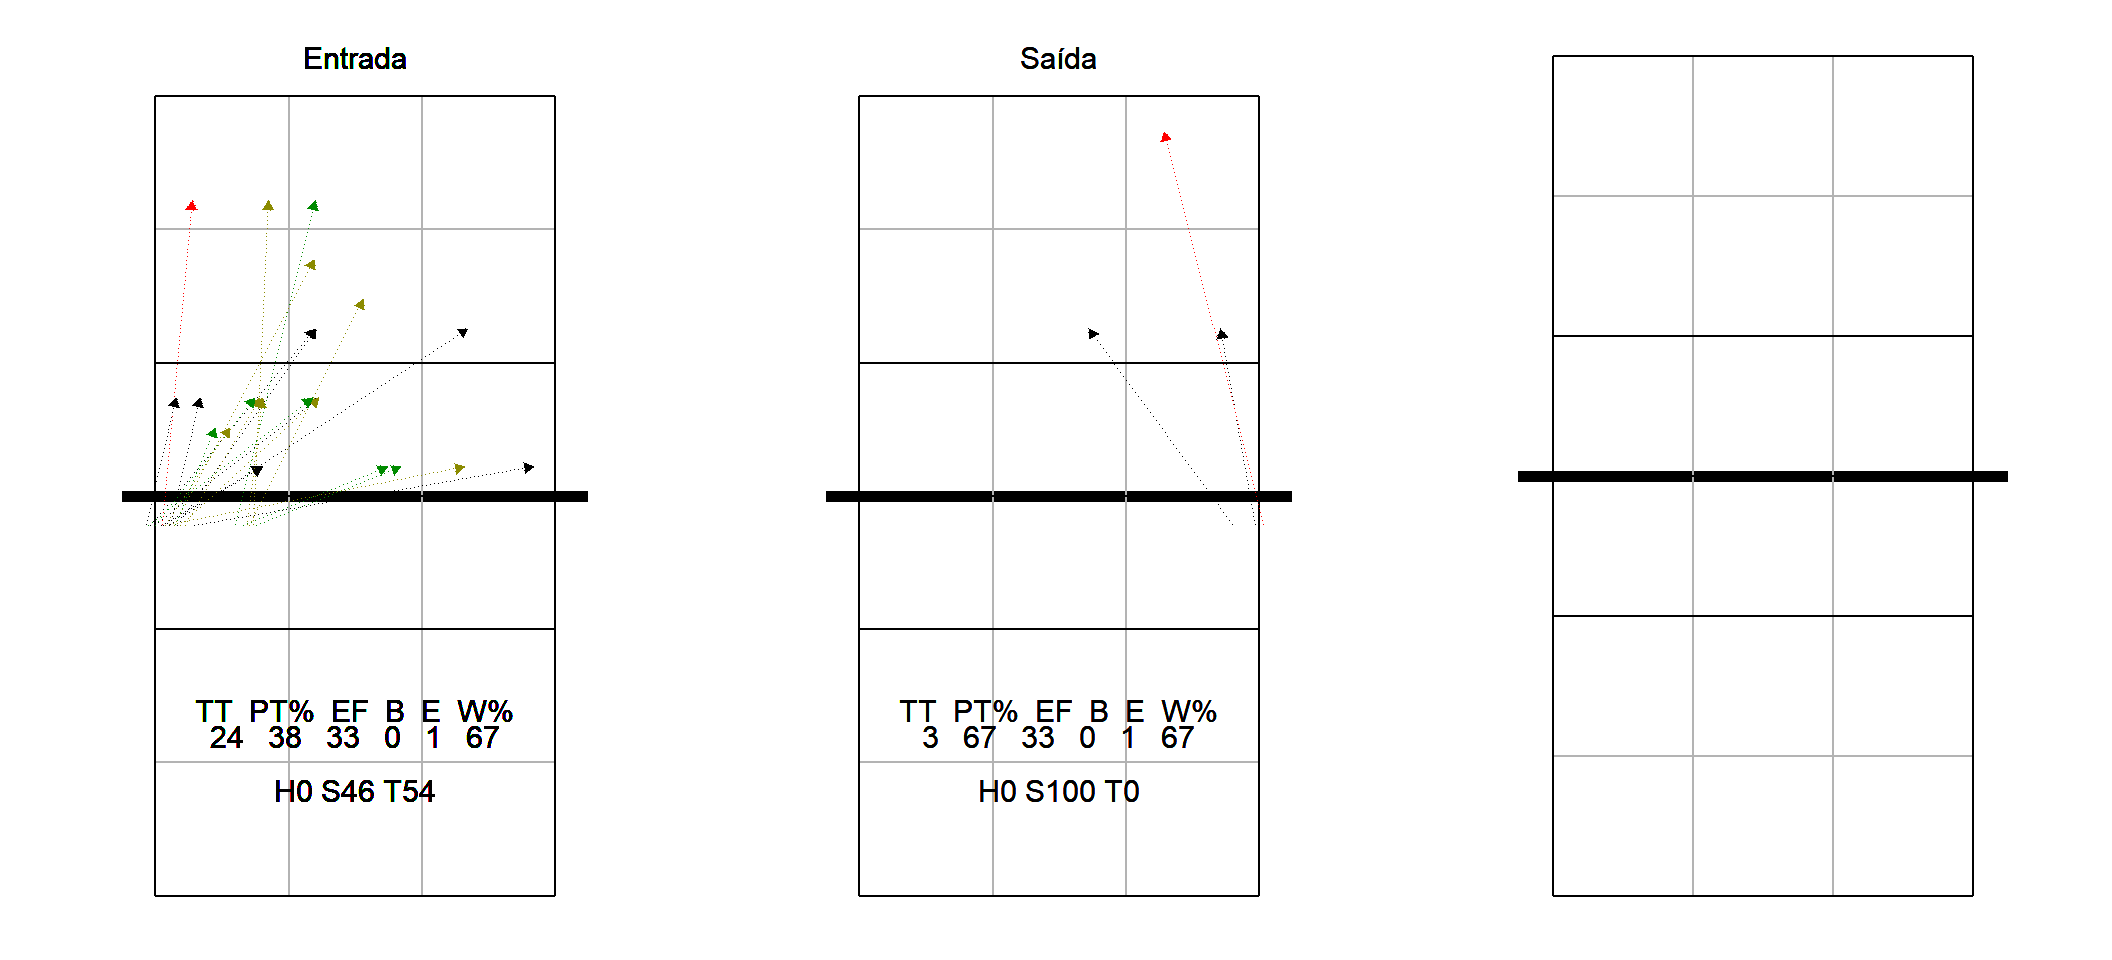 Entrada
TT PT% EF B E W%
24 38 33 0 1 67
H0 S46 T54
Saída
TT PT% EF B E W%
3 67 33 0 1 67
H0 S100 T0